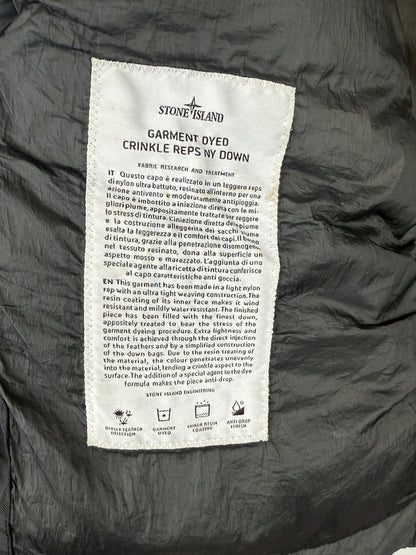 STONE ISLAND
GARMENT DYED
CRINKLE REPS NY DOWN
FABRIC RESEARCH AND TREATMENT
IT Questo capo è realizzato in un leggero reps
di nylon ultra battuto, resinato all'interno per una
azione antivento e moderatamente antipioggia.
Il capo è imbottito a iniezione diretta con le mi-
gliori piume, appositamente trattate per reggere
lo stress di tintura. L'iniezione diretta della piuma
e la costruzione alleggerita dei sacchi piuma
esalta la leggerezza e il comfort dei capi. Il bagno
di tintura, grazie alla penetrazione disomoge-
nel tessuto resinato, dona alla superficie un
aspetto mosso e marezzato. L'aggiunta di uno
speciale agente alla ricetta di tintura conferisce
al capo caratteristiche anti goccia.
EN This garment has been made in a light nylon
rep with an ultra tight weaving construction. The
resin coating of its inner face makes it wind
resistant and mildly water resistant. The finished
piece has been filled with the finest down,
appositely treated to bear the stress of the
garment dyeing procedure. Extra lightness and
comfort is achieved through the direct injection
of the feathers and by a simplified construction
of the down bags. Due to the resin treating of
the material, the colour penetrates unevenly
into the material, lending a crinkle aspect to the
surface. The addition of a special agent to the dye
formula makes the piece anti-drop.
STONE ISLAND ENGINEERING
FEATHER
SELECTION
GARMENT
DYED
INNER RESIN
COATING
ANTI DROP
FINISH